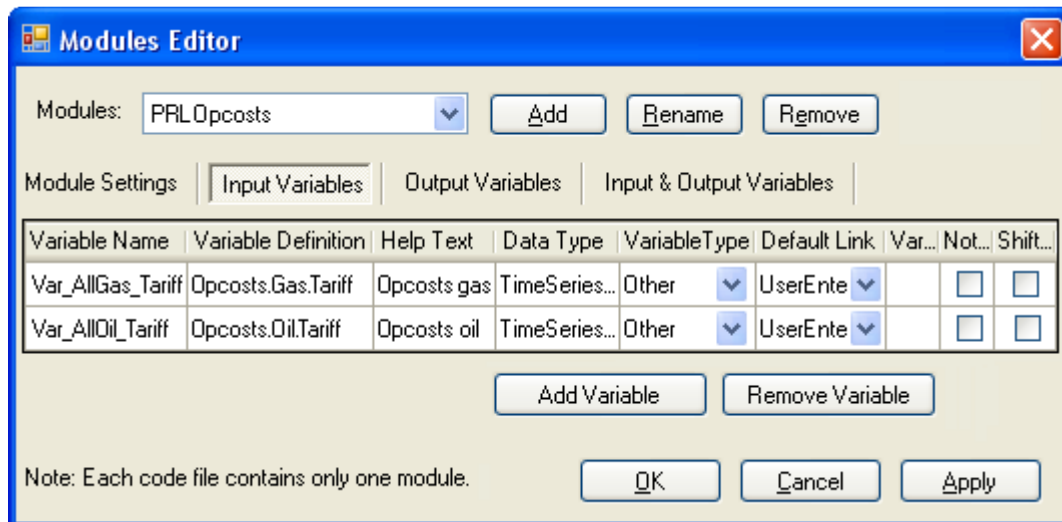 Modules Editor
Modules: PRLOpcosts Add Rename Remove
Module Settings Input Variables Output Variables Input & Output Variables
Variable Name Variable Definition Help Text Data Type VariableType Default Link Var... Not... Shift...
Var_AllGas_Tariff Opcosts.Gas.Tariff Opcosts gas TimeSeries... Other UserEnte
Var_AllOil_Tariff Opcosts.Oil.Tariff Opcosts oil TimeSeries... Other UserEnte
Add Variable Remove Variable
Note: Each code file contains only one module. OK Cancel Apply